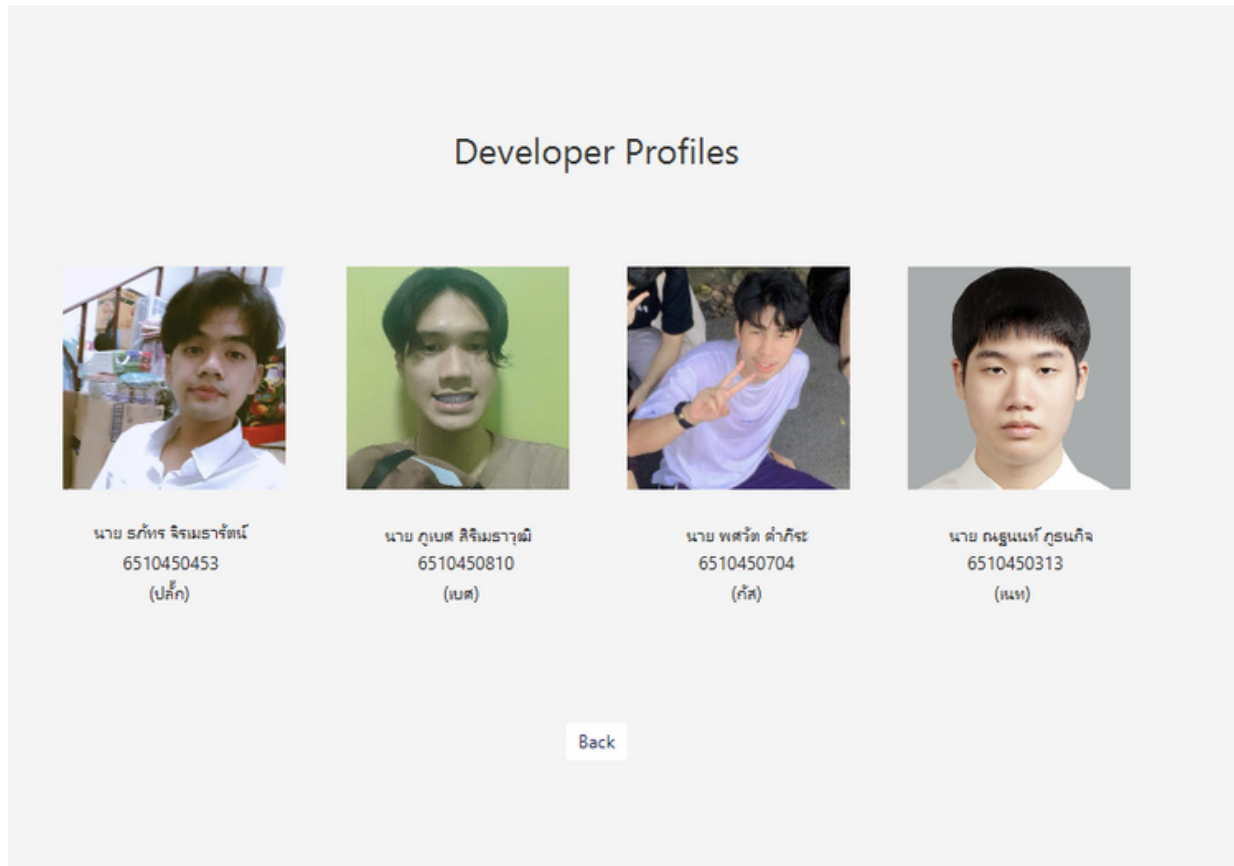 Developer Profiles
นาย ธภัทร จิรเมธารัตน์
6510450453
(ปลั๊ก)
นาย ภูเบศ สิริเมธาวุฒิ
6510450810
(เบศ)
นาย พศวัต คำภีระ
6510450704
(กัส)
นาย ณฐนนท์ ภูธนกิจ
6510450313
(เนท)
Back